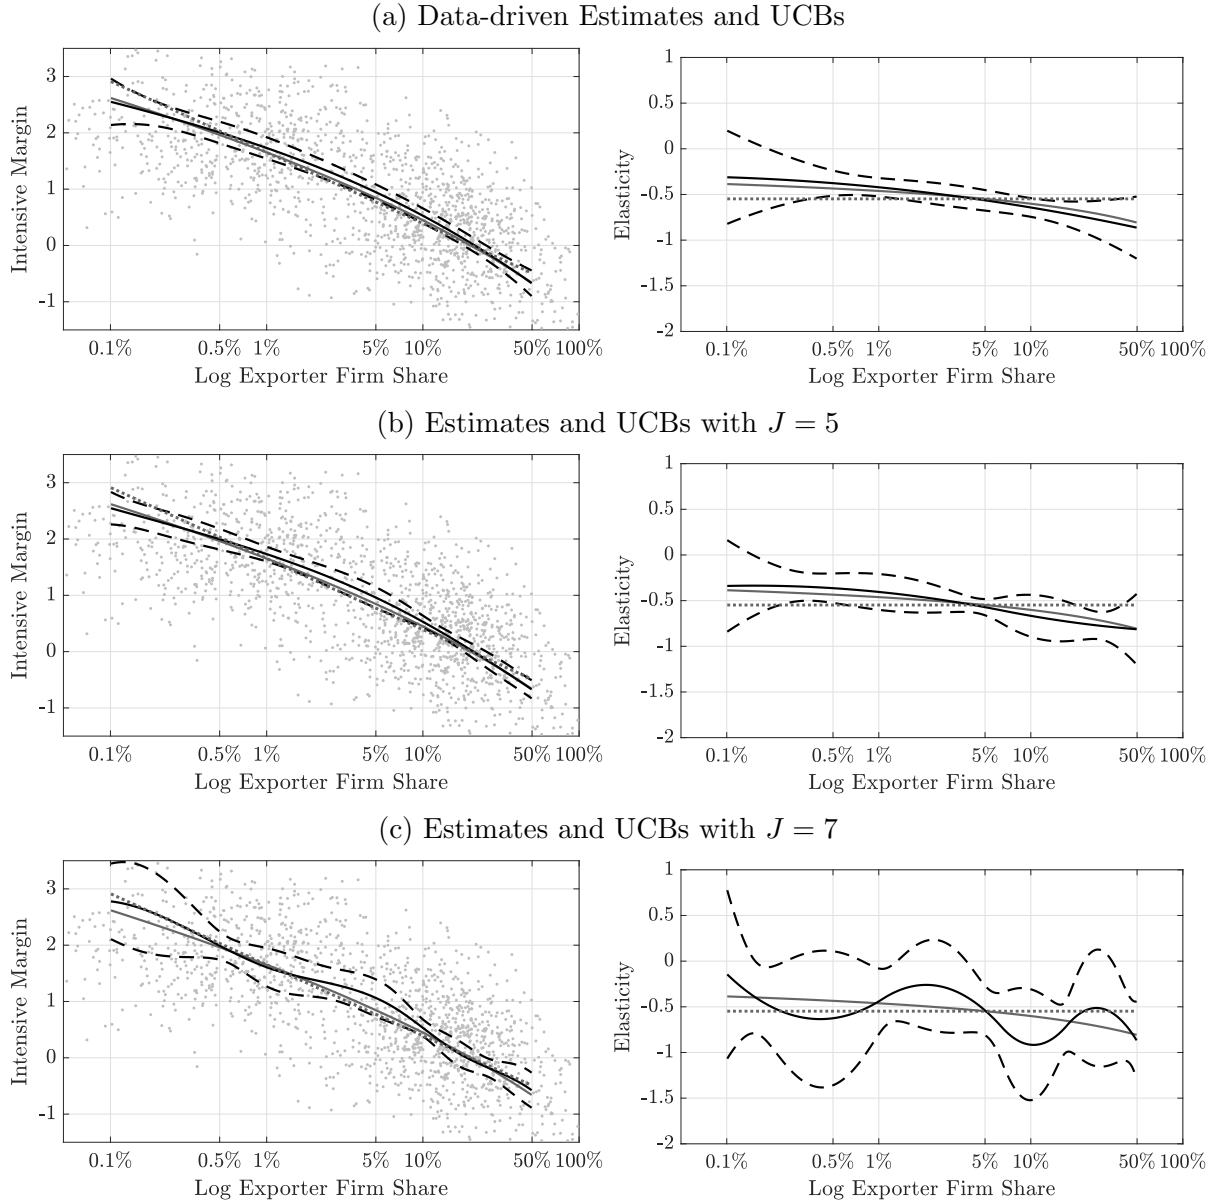 (a) Data-driven Estimates and UCBs
3
2
1
0
-1
Intensive Margin
0.1% 0.5% 1% 5% 10% 50% 100%
Log Exporter Firm Share
1
0.5
0
-0.5
-1
-1.5
-2
Elasticity
0.1% 0.5% 1% 5% 10% 50% 100%
Log Exporter Firm Share
(b) Estimates and UCBs with J = 5
3
2
1
0
-1
Intensive Margin
0.1% 0.5% 1% 5% 10% 50% 100%
Log Exporter Firm Share
1
0.5
0
-0.5
-1
-1.5
-2
Elasticity
0.1% 0.5% 1% 5% 10% 50% 100%
Log Exporter Firm Share
(c) Estimates and UCBs with J = 7
3
2
1
0
-1
Intensive Margin
0.1% 0.5% 1% 5% 10% 50% 100%
Log Exporter Firm Share
1
0.5
0
-0.5
-1
-1.5
-2
Elasticity
0.1% 0.5% 1% 5% 10% 50% 100%
Log Exporter Firm Share